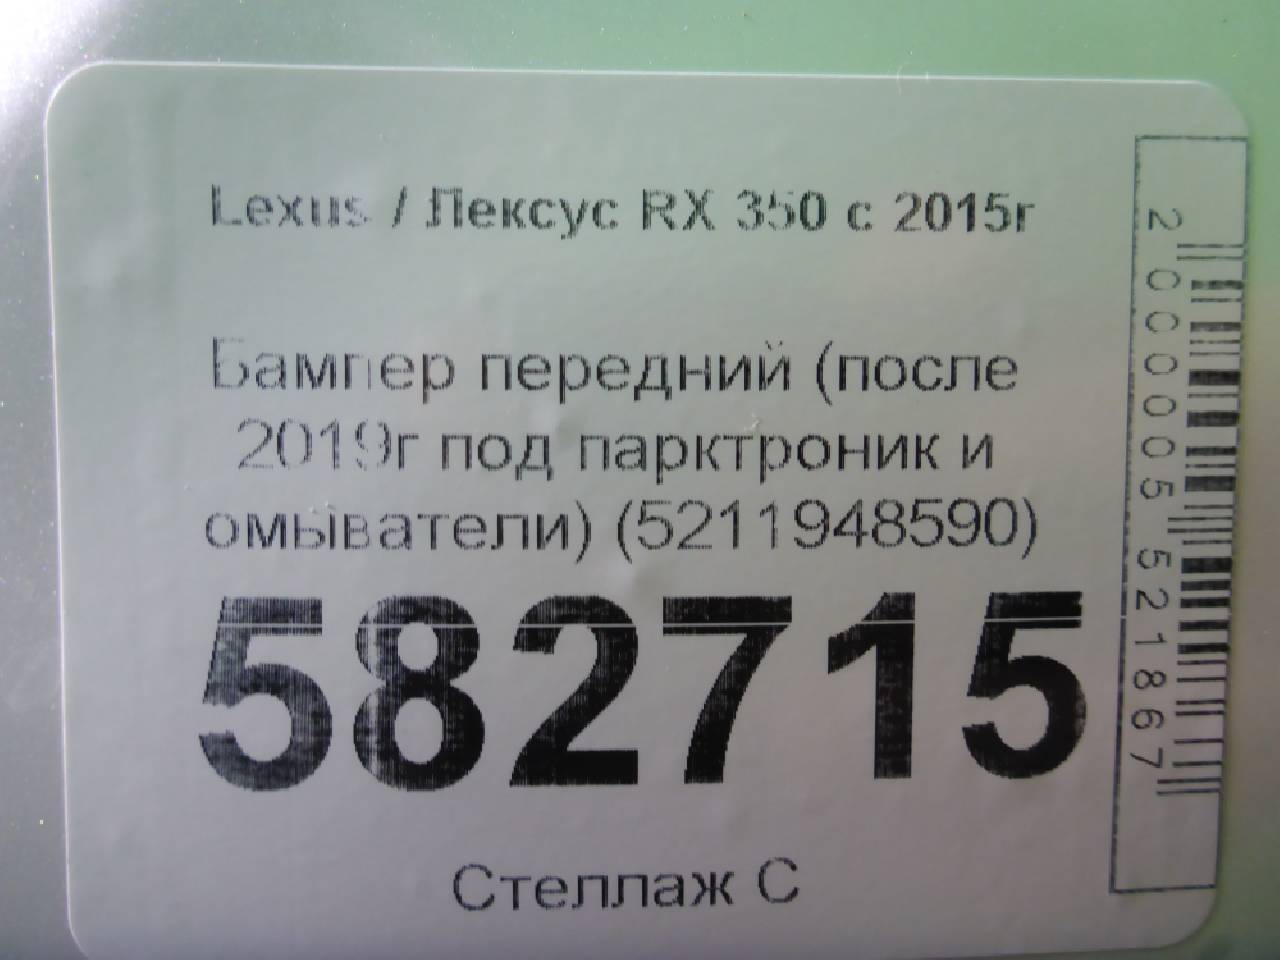 Lexus / Лексус RX 350 с 2015г
Бампер передний (после
2019г под парктроник и
омыватели) (5211948590)
582715
Стеллаж С
2000005521867